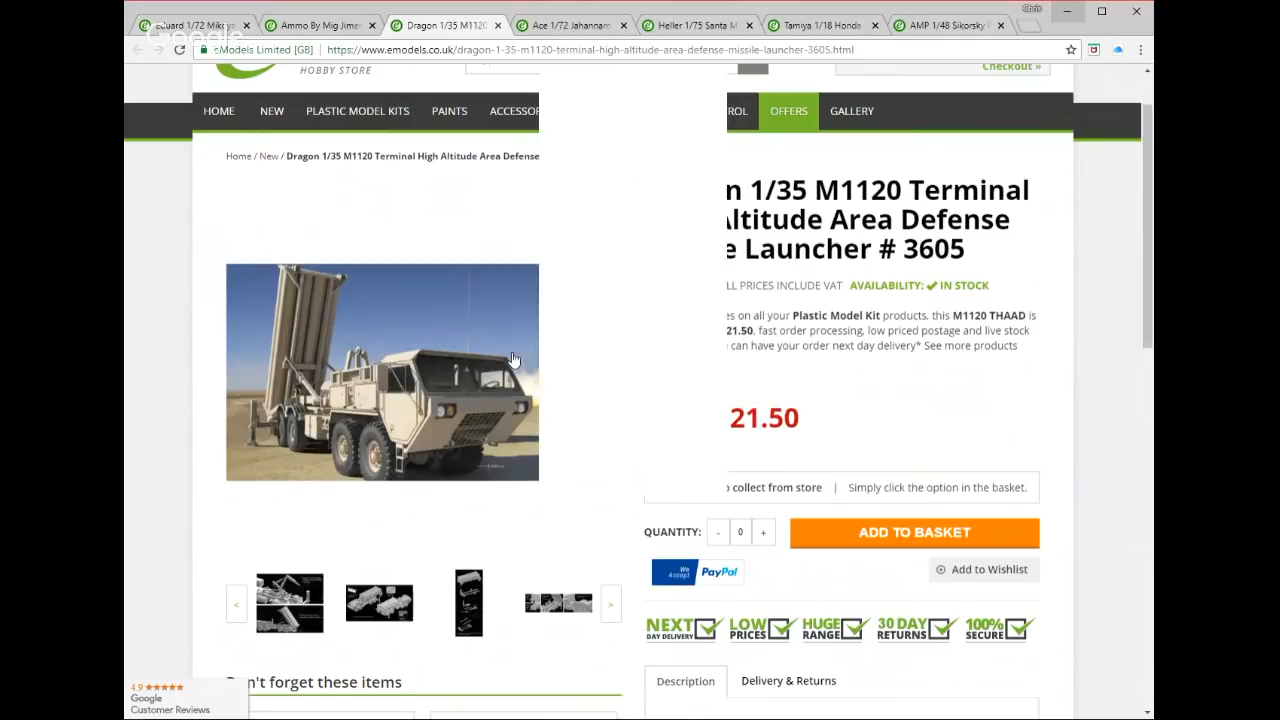 Eduard 1/72 Mikoya
Ammo By Mig Jimen
Dragon 1/35 M1120
Ace 1/72 Jahannam
Heller 1/75 Santa M
Tamiya 1/18 Honda
AMP 1/48 Sikorsky R
Chris
Google
eModels Limited [GB]
https://www.emodels.co.uk/dragon-1-35-m1120-terminal-high-altitude-area-defense-missile-launcher-3605.html
HOBBY STORE
Checkout »
HOME
NEW
PLASTIC MODEL KITS
PAINTS
ACCESSOR
ROL
OFFERS
GALLERY
Home / New / Dragon 1/35 M1120 Terminal High Altitude Area Defense
n 1/35 M1120 Terminal
Altitude Area Defense
e Launcher # 3605
LL PRICES INCLUDE VAT AVAILABILITY: IN STOCK
es on all your Plastic Model Kit products, this M1120 THAAD is
21.50, fast order processing, low priced postage and live stock
can have your order next day delivery* See more products
21.50
o collect from store | Simply click the option in the basket.
QUANTITY:
- 0 +
ADD TO BASKET
We Accept PayPal
Add to Wishlist
NEXT DAY DELIVERY
LOW PRICES
HUGE RANGE
30 DAY RETURNS
100% SECURE
< >
Don't forget these items
Description
Delivery & Returns
4.9 ★★★★★
Google
Customer Reviews